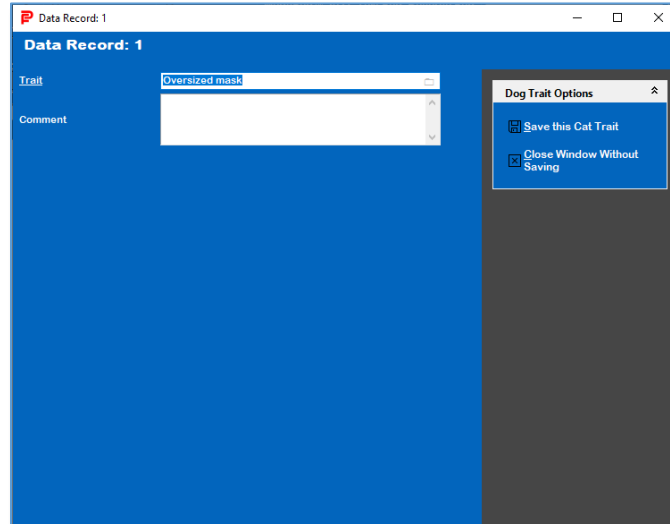 Data Record: 1
Data Record: 1
Trait
Oversized mask
Comment
Dog Trait Options
Save this Cat Trait
Close Window Without
Saving